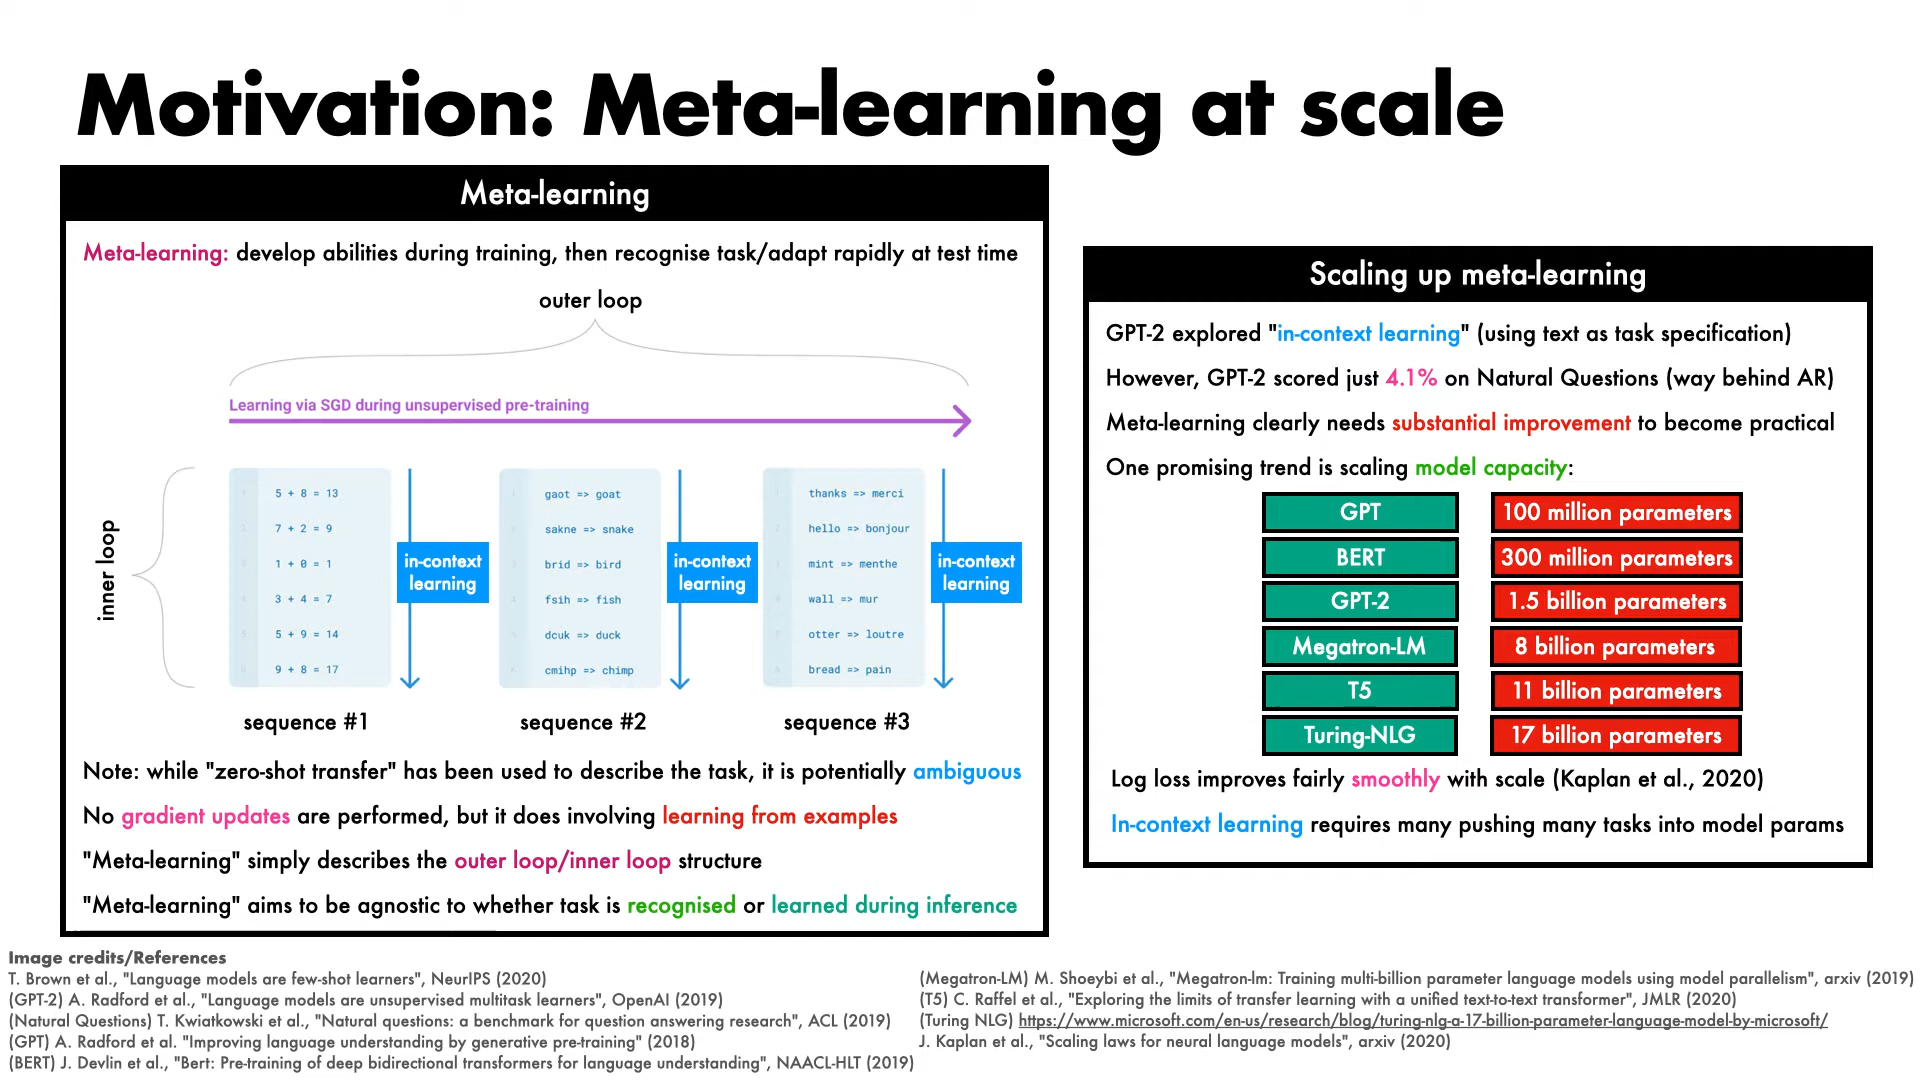 Motivation: Meta-learning at scale
Meta-learning
Meta-learning: develop abilities during training, then recognise task/adapt rapidly at test time
outer loop
Learning via SGD during unsupervised pre-training
inner loop
5 + 8 = 13
7 + 2 = 9
1 + 0 = 1
3 + 4 = 7
5 + 9 = 14
9 + 8 = 17
in-context
learning
sequence #1
gaot => goat
sakne => snake
brid => bird
fsih => fish
dcuk => duck
cmihp => chimp
in-context
learning
sequence #2
thanks => merci
hello => bonjour
mint => menthe
wall => mur
otter => loutre
bread => pain
in-context
learning
sequence #3
Note: while "zero-shot transfer" has been used to describe the task, it is potentially ambiguous
No gradient updates are performed, but it does involving learning from examples
"Meta-learning" simply describes the outer loop/inner loop structure
"Meta-learning" aims to be agnostic to whether task is recognised or learned during inference
Scaling up meta-learning
GPT-2 explored "in-context learning" (using text as task specification)
However, GPT-2 scored just 4.1% on Natural Questions (way behind AR)
Meta-learning clearly needs substantial improvement to become practical
One promising trend is scaling model capacity:
GPT 100 million parameters
BERT 300 million parameters
GPT-2 1.5 billion parameters
Megatron-LM 8 billion parameters
T5 11 billion parameters
Turing-NLG 17 billion parameters
Log loss improves fairly smoothly with scale (Kaplan et al., 2020)
In-context learning requires many pushing many tasks into model params
Image credits/References
T. Brown et al., "Language models are few-shot learners", NeurIPS (2020)
(GPT-2) A. Radford et al., "Language models are unsupervised multitask learners", OpenAI (2019)
(Natural Questions) T. Kwiatkowski et al., "Natural questions: a benchmark for question answering research", ACL (2019)
(GPT) A. Radford et al. "Improving language understanding by generative pre-training" (2018)
(BERT) J. Devlin et al., "Bert: Pre-training of deep bidirectional transformers for language understanding", NAACL-HLT (2019)
(Megatron-LM) M. Shoeybi et al., "Megatron-lm: Training multi-billion parameter language models using model parallelism", arxiv (2019)
(T5) C. Raffel et al., "Exploring the limits of transfer learning with a unified text-to-text transformer", JMLR (2020)
(Turing NLG) https://www.microsoft.com/en-us/research/blog/turing-nlg-a-17-billion-parameter-language-model-by-microsoft/
J. Kaplan et al., "Scaling laws for neural language models", arxiv (2020)